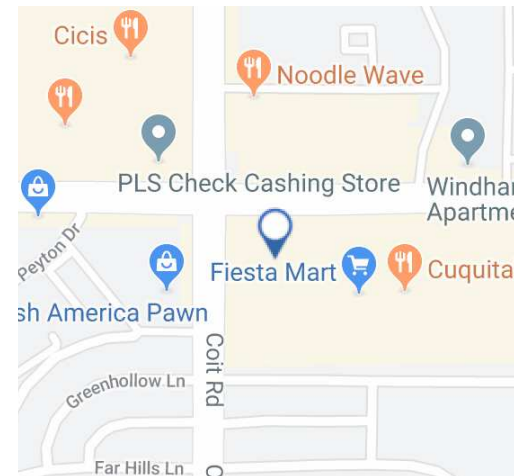 Cicis
Noodle Wave
PLS Check Cashing Store
Windhar
Apartme
Peyton Dr
Fiesta Mart
Cuquita
sh America Pawn
Coit Rd
Greenhollow Ln
Far Hills Ln
C